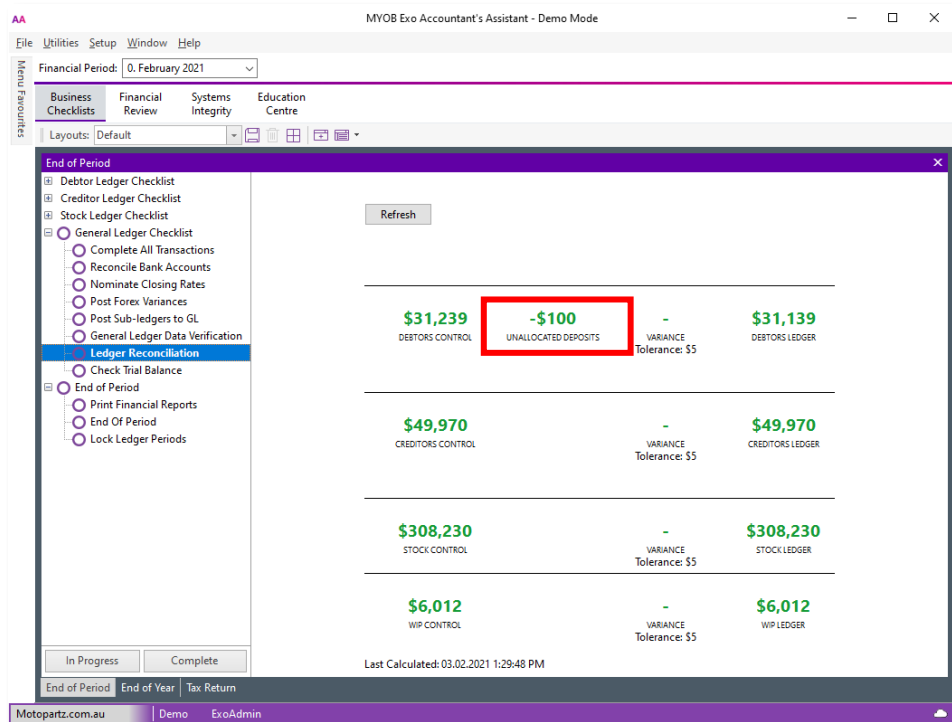 AA MYOB Exo Accountant's Assistant - Demo Mode
File Utilities Setup Window Help
Menu Favourites
Financial Period: 0. February 2021
Business Checklists
Financial Review
Systems Integrity
Education Centre
Layouts: Default
End of Period
Debtor Ledger Checklist
Creditor Ledger Checklist
Stock Ledger Checklist
General Ledger Checklist
Complete All Transactions
Reconcile Bank Accounts
Nominate Closing Rates
Post Forex Variances
Post Sub-ledgers to GL
General Ledger Data Verification
Ledger Reconciliation
Check Trial Balance
End of Period
Print Financial Reports
End Of Period
Lock Ledger Periods
In Progress Complete
Refresh
$31,239 -$100 - $31,139
DEBTORS CONTROL UNALLOCATED DEPOSITS VARIANCE DEBTORS LEDGER
Tolerance: $5
$49,970 - $49,970
CREDITORS CONTROL VARIANCE CREDITORS LEDGER
Tolerance: $5
$308,230 - $308,230
STOCK CONTROL VARIANCE STOCK LEDGER
Tolerance: $5
$6,012 - $6,012
WIP CONTROL VARIANCE WIP LEDGER
Tolerance: $5
Last Calculated: 03.02.2021 1:29:48 PM
End of Period End of Year Tax Return
Motopartz.com.au Demo ExoAdmin